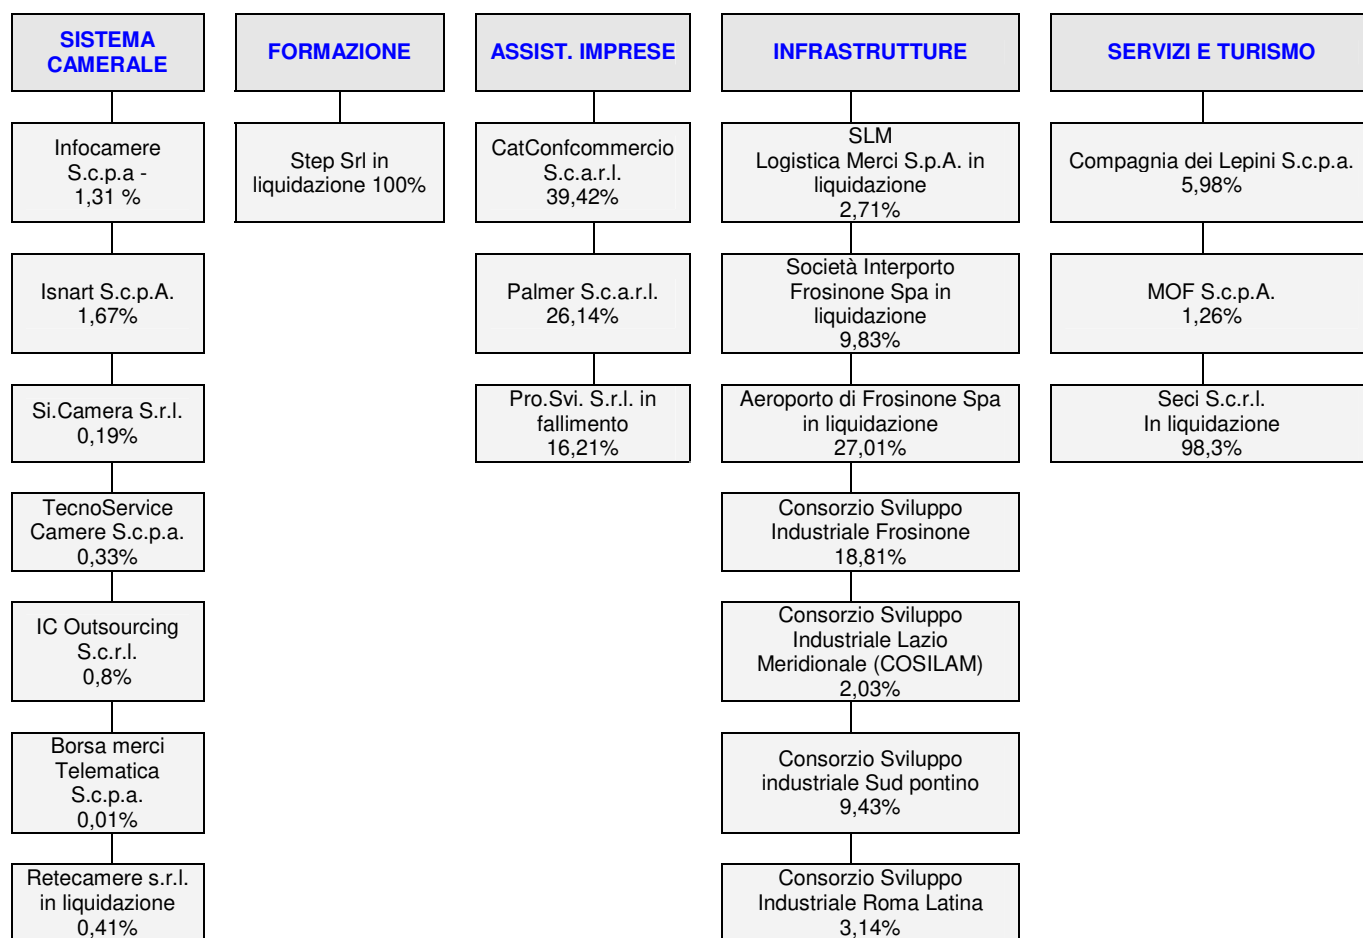 SISTEMA
CAMERALE
Infocamere
S.c.p.a -
1,31 %
Isnart S.c.p.A.
1,67%
Si.Camera S.r.l.
0,19%
TecnoService
Camere S.c.p.a.
0,33%
IC Outsourcing
S.c.r.l.
0,8%
Borsa merci
Telematica
S.c.p.a.
0,01%
Retecamere s.r.l.
in liquidazione
0,41%
FORMAZIONE
Step Srl in
liquidazione 100%
ASSIST. IMPRESE
CatConfcommercio
S.c.a.r.l.
39,42%
Palmer S.c.a.r.l.
26,14%
Pro.Svi. S.r.l. in
fallimento
16,21%
INFRASTRUTTURE
SLM
Logistica Merci S.p.A. in
liquidazione
2,71%
Società Interporto
Frosinone Spa in
liquidazione
9,83%
Aeroporto di Frosinone Spa
in liquidazione
27,01%
Consorzio Sviluppo
Industriale Frosinone
18,81%
Consorzio Sviluppo
Industriale Lazio
Meridionale (COSILAM)
2,03%
Consorzio Sviluppo
industriale Sud pontino
9,43%
Consorzio Sviluppo
Industriale Roma Latina
3,14%
SERVIZI E TURISMO
Compagnia dei Lepini S.c.p.a.
5,98%
MOF S.c.p.A.
1,26%
Seci S.c.r.l.
In liquidazione
98,3%